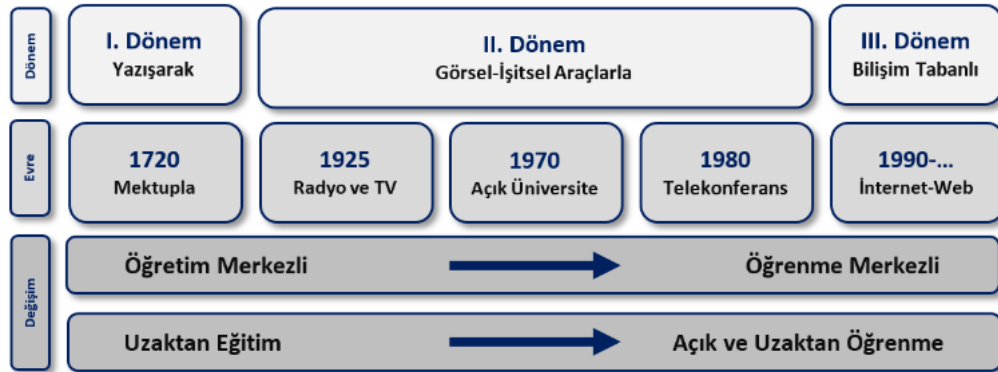 Dönem
I. Dönem
Yazışarak
II. Dönem
Görsel-İşitsel Araçlarla
III. Dönem
Bilişim Tabanlı
Evre
1720
Mektupla
1925
Radyo ve TV
1970
Açık Üniversite
1980
Telekonferans
1990-...
İnternet-Web
Değişim
Öğretim Merkezli
Öğrenme Merkezli
Uzaktan Eğitim
Açık ve Uzaktan Öğrenme